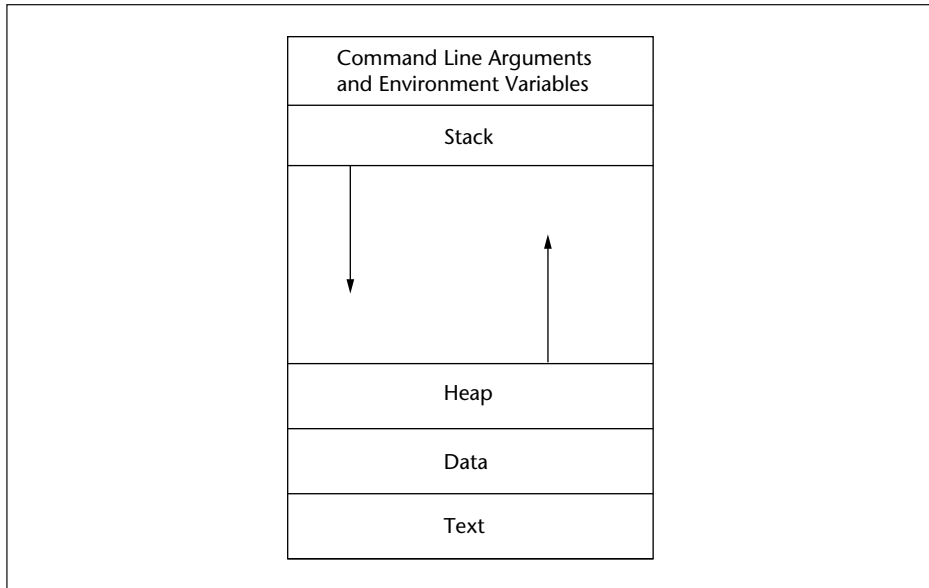 Command Line Arguments
and Environment Variables
Stack
Heap
Data
Text